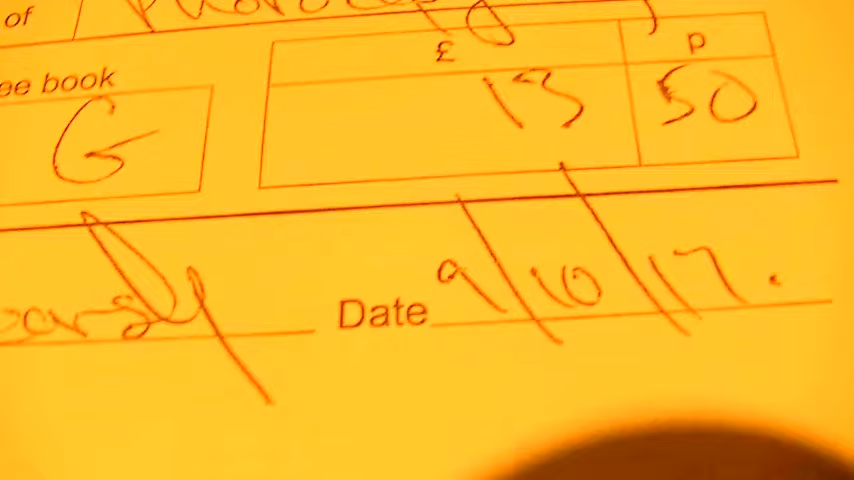 of
£ p
ee book
G 13 50
Date 9/10/17.